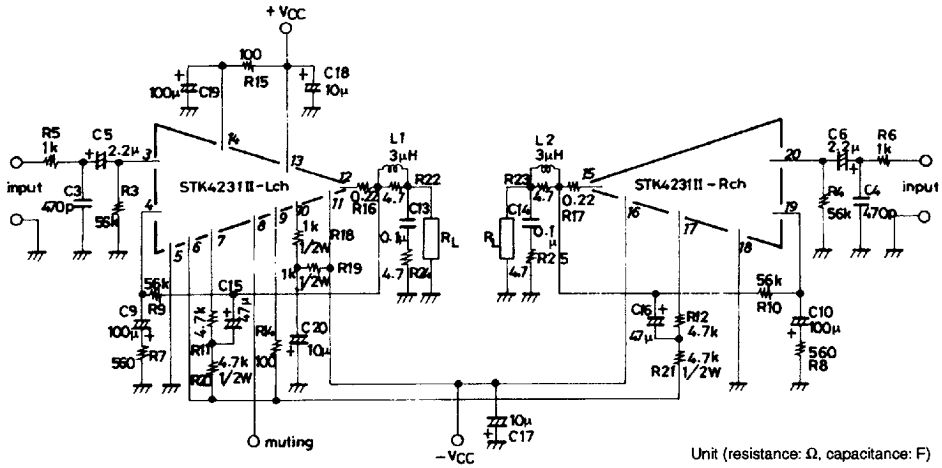 +VCC
100
R15
100μ
C19
C18
10μ
14
13
R5
1k
C5
2.2μ
3
input
C3
470p
R3
56k
STK4231II-Lch
4
5
6
7
8
9
10
11
12
L1
3μH
0.22
R16
4.7
R22
C13
0.1μ
4.7
R24
RL
1k
R18
1/2W
1k
R19
1/2W
56k
R9
C9
100μ
R7
560
C15
47μ
4.7k
R11
4.7k
R20
1/2W
R14
100
C20
10μ
muting
-VCC
10μ
C17
L2
3μH
R23
4.7
0.22
R17
C14
0.1
μ
R25
4.7
RL
15
STK4231II-Rch
16
17
18
19
20
C6
2.2μ
R6
1k
R4
56k
C4
470p
input
56k
R10
C10
100μ
560
R8
C16
47μ
R12
4.7k
4.7k
R21
1/2W
Unit (resistance: Ω, capacitance: F)